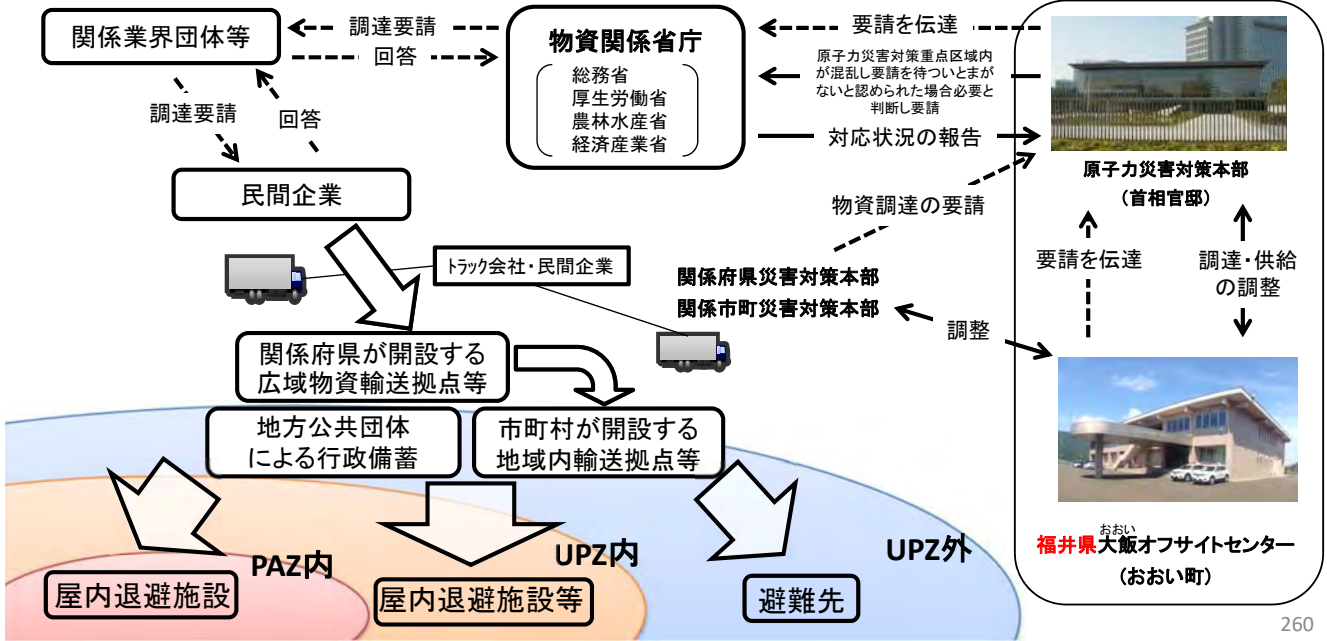 関係業界団体等
調達要請
回答
物資関係省庁
総務省
厚生労働省
農林水産省
経済産業省
要請を伝達
原子力災害対策重点区域内
が混乱し要請を待ついとまが
ないと認められた場合必要と
判断し要請
対応状況の報告
調達要請
回答
民間企業
原子力災害対策本部
(首相官邸)
物資調達の要請
トラック会社・民間企業
関係府県災害対策本部
関係市町災害対策本部
要請を伝達
調達・供給
の調整
調整
関係府県が開設する
広域物資輸送拠点等
地方公共団体
による行政備蓄
市町村が開設する
地域内輸送拠点等
PAZ内
UPZ内
UPZ外
屋内退避施設
屋内退避施設等
避難先
おおい
福井県大飯オフサイトセンター
(おおい町)
260